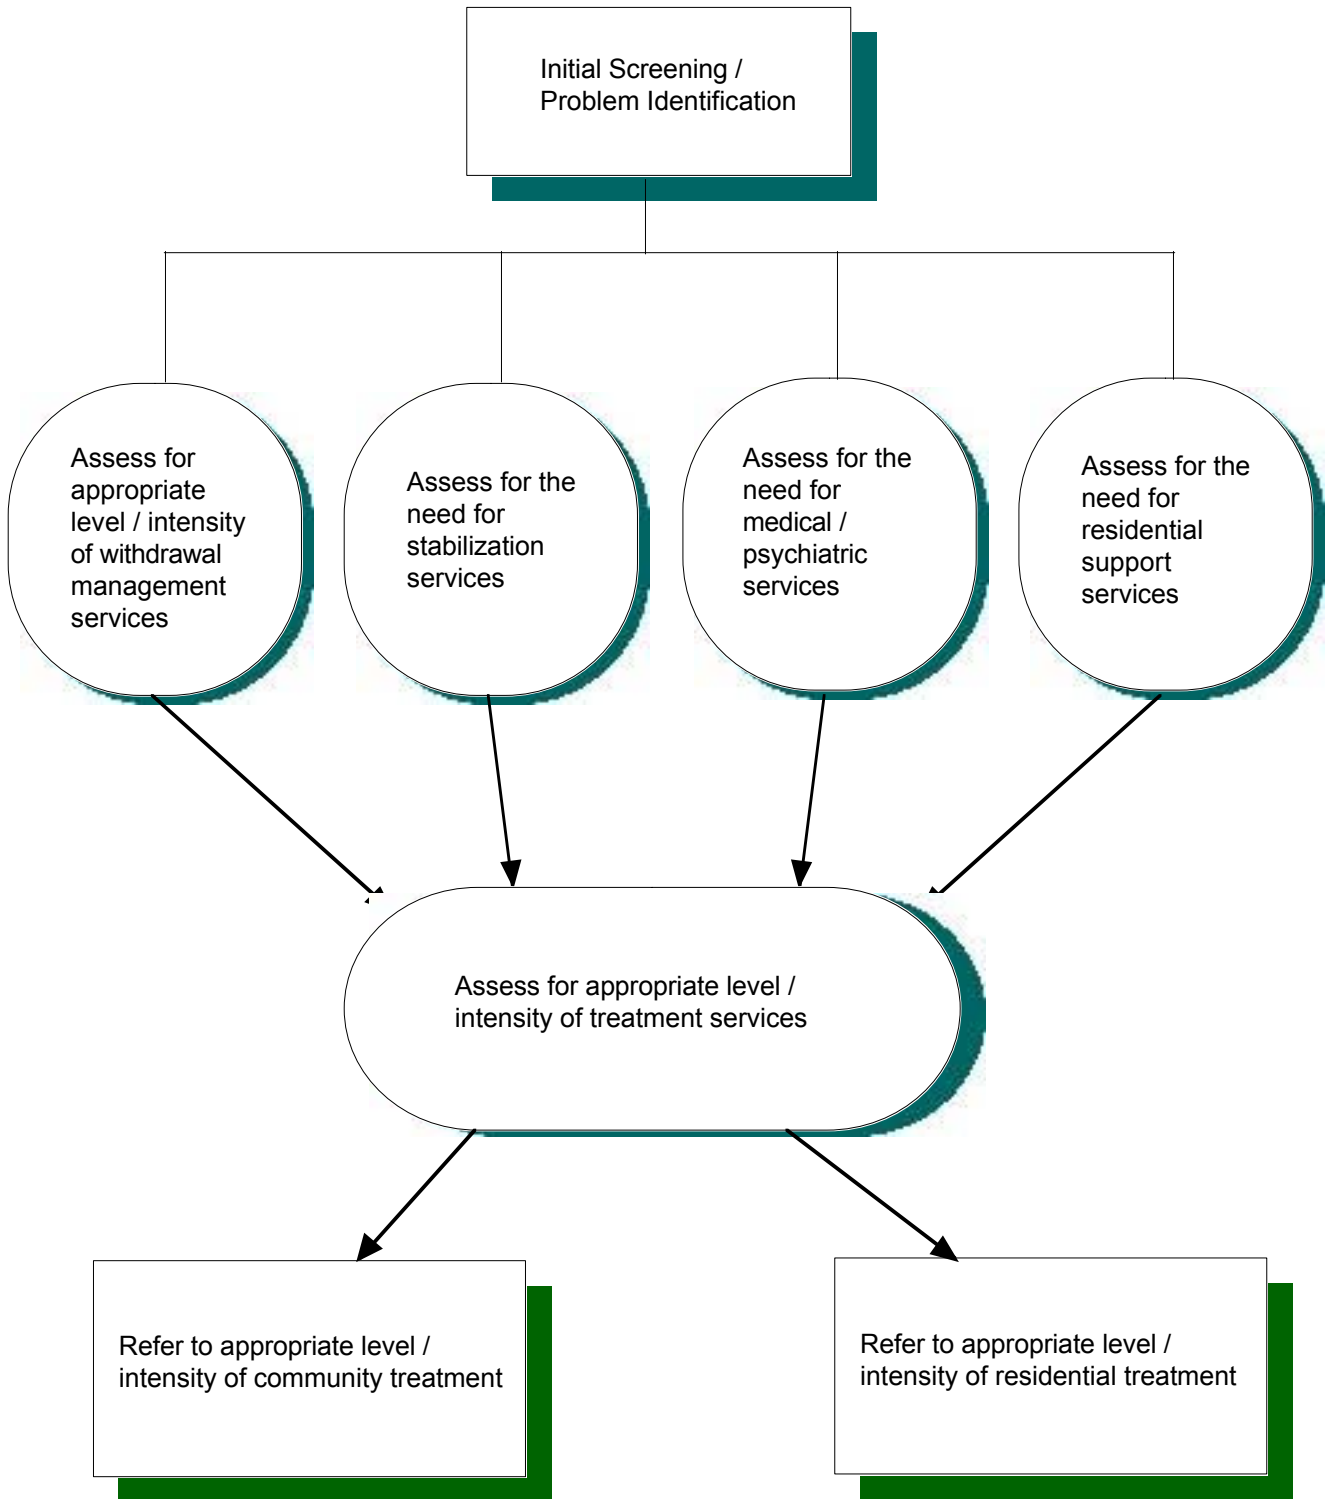 Initial Screening /
Problem Identification
Assess for
appropriate
level / intensity
of withdrawal
management
services
Assess for the
need for
stabilization
services
Assess for the
need for
medical /
psychiatric
services
Assess for the
need for
residential
support
services
Assess for appropriate level /
intensity of treatment services
Refer to appropriate level /
intensity of community treatment
Refer to appropriate level /
intensity of residential treatment